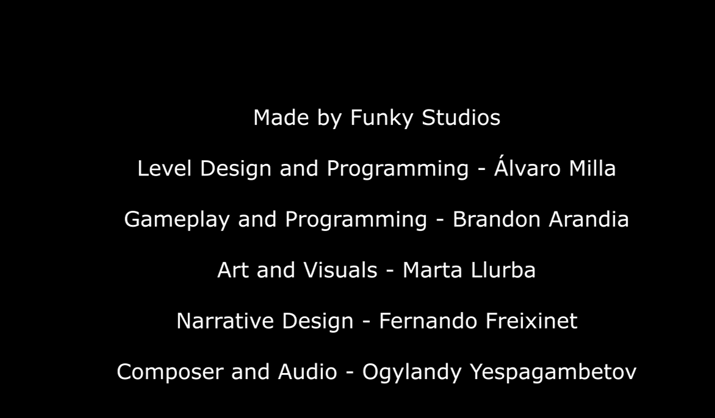 Made by Funky Studios
Level Design and Programming - Álvaro Milla
Gameplay and Programming - Brandon Arandia
Art and Visuals - Marta Llurba
Narrative Design - Fernando Freixinet
Composer and Audio - Ogylandy Yespagambetov